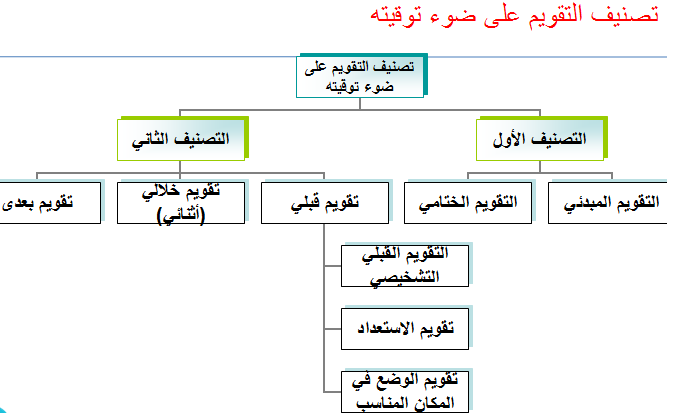 تصنيف التقويم على ضوء توقيته
تصنيف التقويم على
ضوء توقيته
التصنيف الأول
التصنيف الثاني
التقويم المبدئي
التقويم الختامي
تقويم قبلي
تقويم خلالي
(أثنائي)
تقويم بعدى
التقويم القبلي
التشخيصي
تقويم الاستعداد
تقويم الوضع في
المكان المناسب